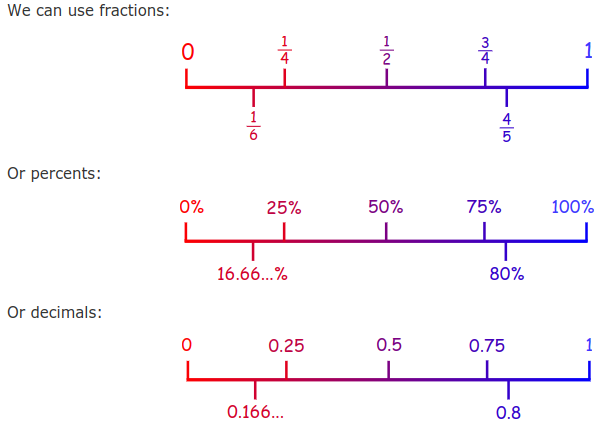 We can use fractions:
0 1/4 1/2 3/4 1
1/6 4/5
Or percents:
0% 25% 50% 75% 100%
16.66...% 80%
Or decimals:
0 0.25 0.5 0.75 1
0.166... 0.8